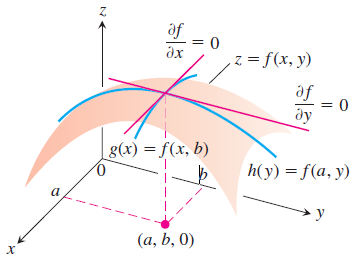 z
∂f/∂x = 0
z = f(x, y)
∂f/∂y = 0
g(x) = f(x, b)
h(y) = f(a, y)
0
b
a
y
(a, b, 0)
x